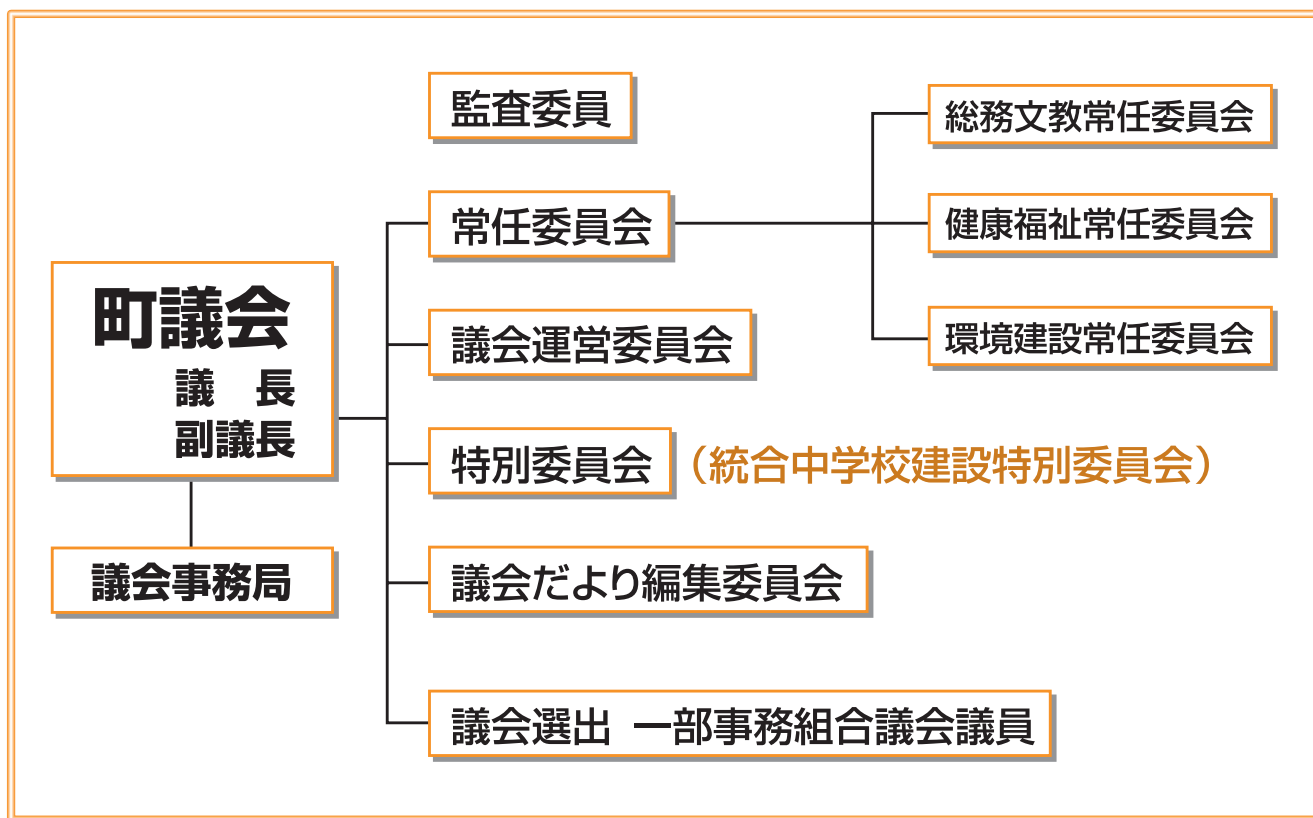 町議会
議　長
副議長
議会事務局
監査委員
常任委員会
議会運営委員会
特別委員会 （統合中学校建設特別委員会）
議会だより編集委員会
議会選出　一部事務組合議会議員
総務文教常任委員会
健康福祉常任委員会
環境建設常任委員会